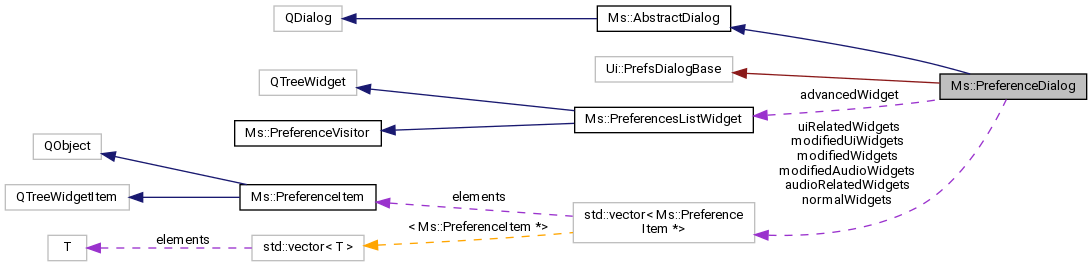 QDialog
Ms::AbstractDialog
Ui::PrefsDialogBase
Ms::PreferenceDialog
QTreeWidget
advancedWidget
Ms::PreferencesListWidget
Ms::PreferenceVisitor
uiRelatedWidgets
modifiedUiWidgets
modifiedWidgets
modifiedAudioWidgets
audioRelatedWidgets
normalWidgets
QObject
QTreeWidgetItem
Ms::PreferenceItem
elements
std::vector< Ms::Preference
Item *>
< Ms::PreferenceItem *>
T
elements
std::vector< T >